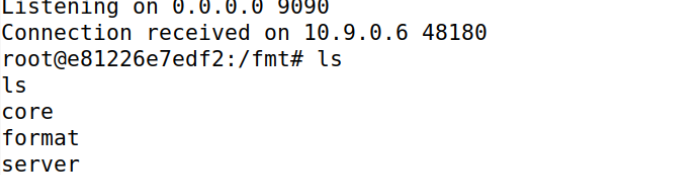 Listening on 0.0.0.0 9090
Connection received on 10.9.0.6 48180
root@e81226e7edf2:/fmt# ls
ls
core
format
server